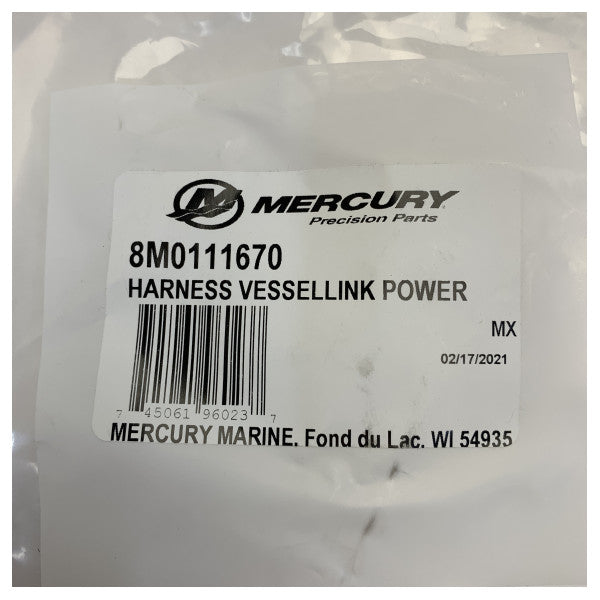 MERCURY
Precision Parts
8M0111670
HARNESS VESSELLINK POWER
MX
02/17/2021
7 45061 96023 7
MERCURY MARINE. Fond du Lac. WI 54935